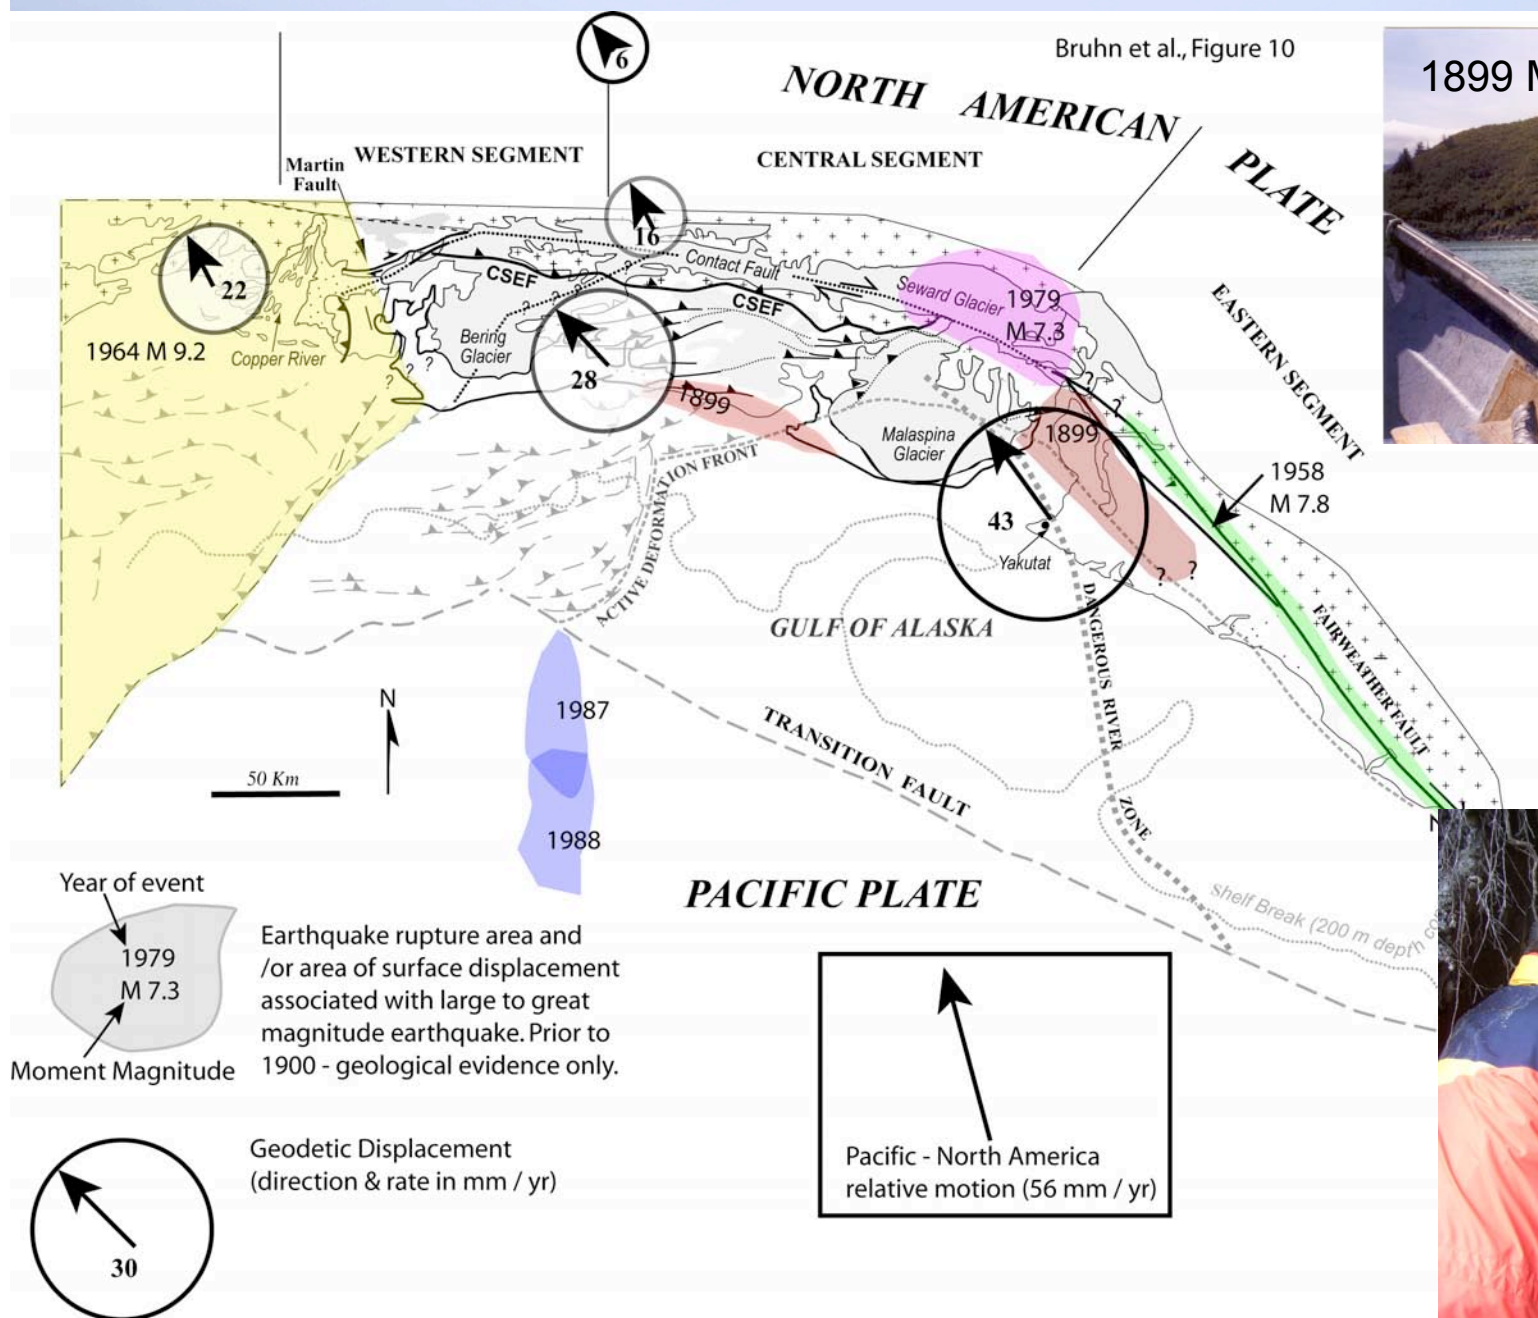 Bruhn et al., Figure 10
1899 M
6
NORTH AMERICAN
PLATE
WESTERN SEGMENT
CENTRAL SEGMENT
EASTERN SEGMENT
Martin
Fault
22
16
CSEF
Contact Fault
CSEF
Seward Glacier
1979
M 7.3
1964 M 9.2
Copper River
Bering
Glacier
28
? ? ? ?
? ?
? ?
1899
Malaspina
Glacier
1899
?
?
1958
M 7.8
43
Yakutat
? ?
ACTIVE DEFORMATION FRONT
GULF OF ALASKA
DANGEROUS RIVER
ZONE
FAIRWEATHER FAULT
N
50 Km
1987
1988
TRANSITION FAULT
PACIFIC PLATE
Shelf Break (200 m depth
Year of event
1979
M 7.3
Moment Magnitude
Earthquake rupture area and
/or area of surface displacement
associated with large to great
magnitude earthquake. Prior to
1900 - geological evidence only.
Geodetic Displacement
(direction & rate in mm / yr)
30
Pacific - North America
relative motion (56 mm / yr)